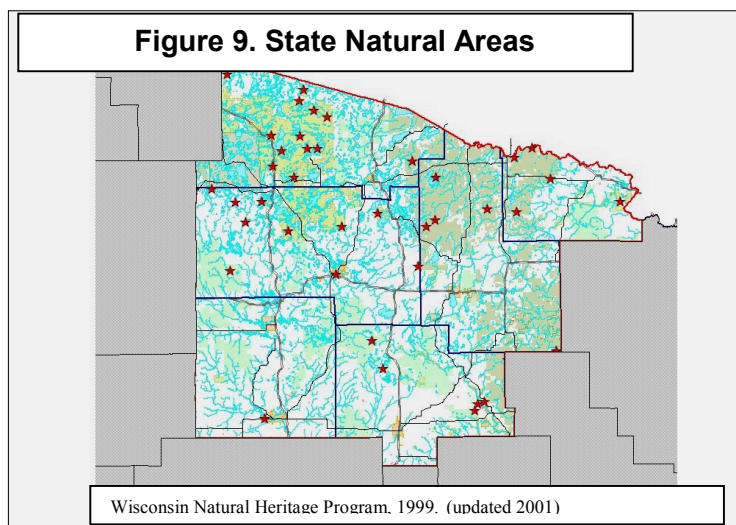 Figure 9. State Natural Areas
Wisconsin Natural Heritage Program, 1999. (updated 2001)